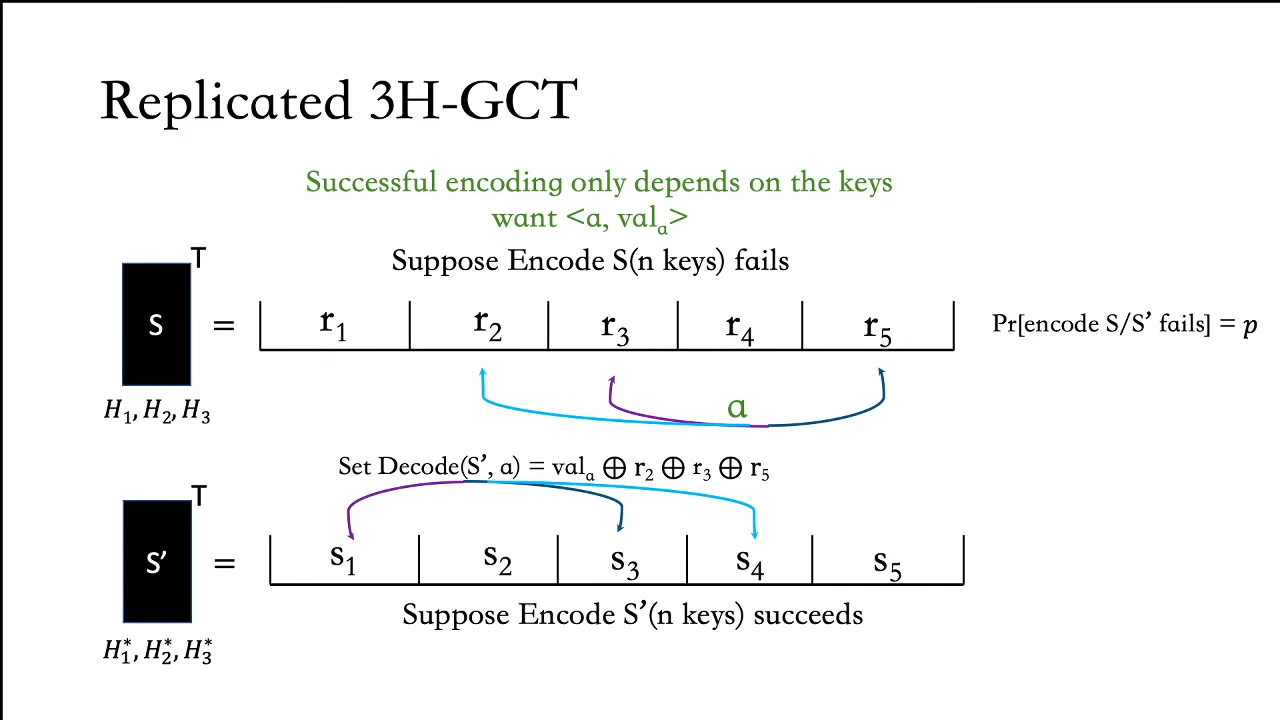 Replicated 3H-GCT
Successful encoding only depends on the keys
want <a, valₐ>
Suppose Encode S(n keys) fails
S
T
=
r₁ r₂ r₃ r₄ r₅
Pr[encode S/S’ fails] = 𝑝
𝐻₁, 𝐻₂, 𝐻₃
a
Set Decode(S’, a) = valₐ ⊕ r₂ ⊕ r₃ ⊕ r₅
S’
T
=
s₁ s₂ s₃ s₄ s₅
Suppose Encode S’(n keys) succeeds
𝐻₁*, 𝐻₂*, 𝐻₃*